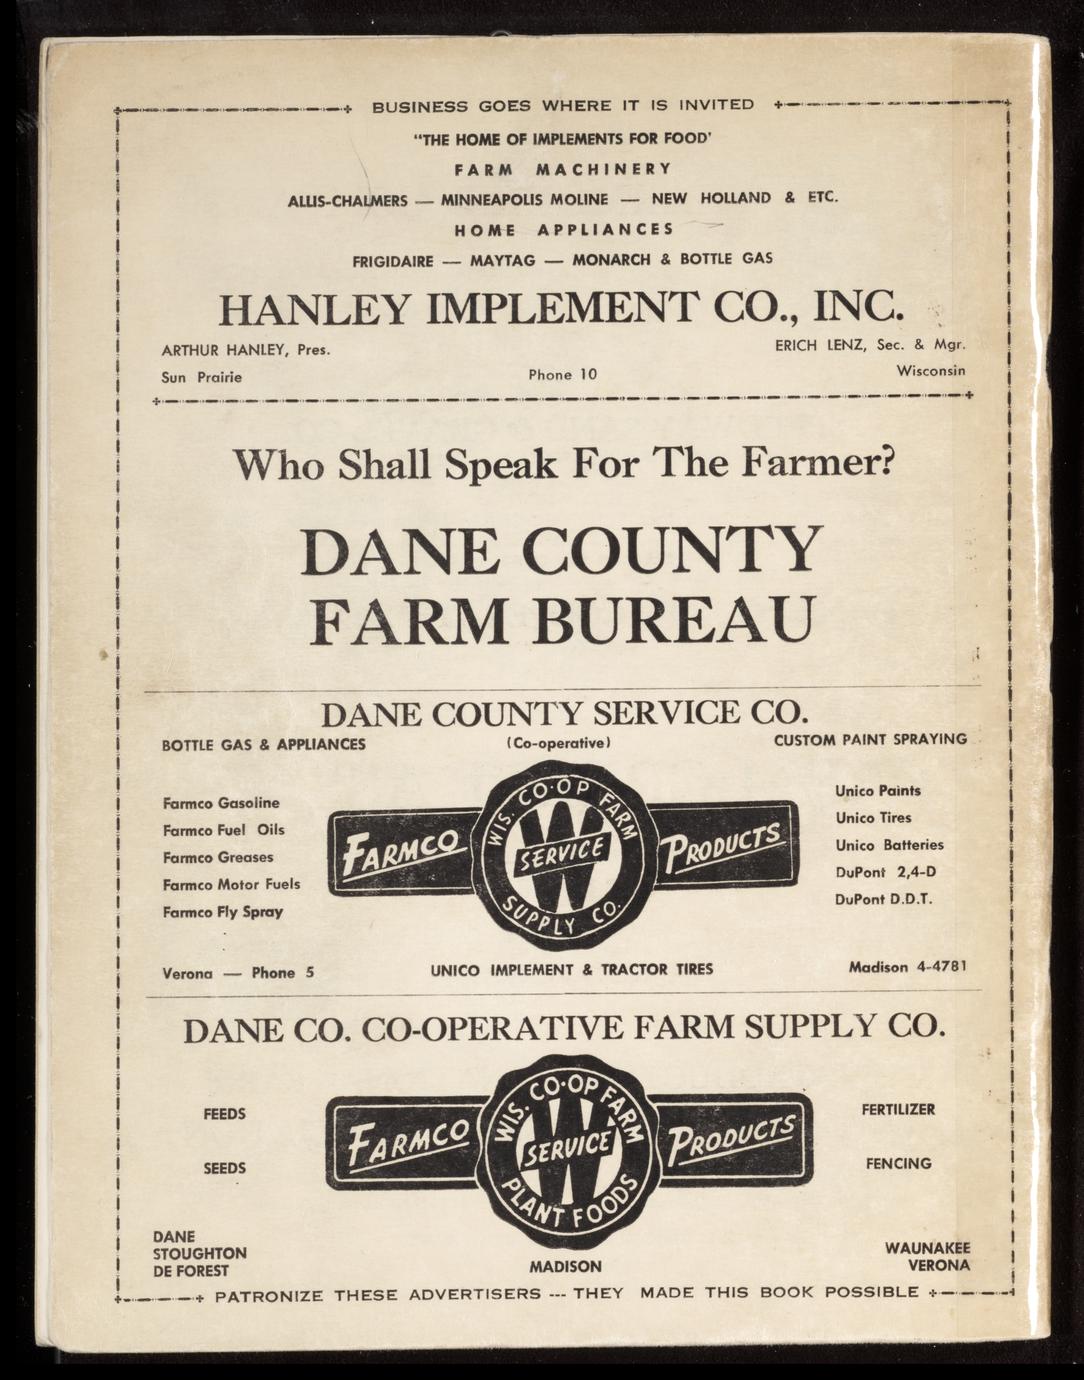 BUSINESS GOES WHERE IT IS INVITED
"THE HOME OF IMPLEMENTS FOR FOOD'
FARM MACHINERY
ALLIS-CHALMERS — MINNEAPOLIS MOLINE — NEW HOLLAND & ETC.
HOME APPLIANCES
FRIGIDAIRE — MAYTAG — MONARCH & BOTTLE GAS
HANLEY IMPLEMENT CO., INC.
ARTHUR HANLEY, Pres. ERICH LENZ, Sec. & Mgr.
Sun Prairie Phone 10 Wisconsin
Who Shall Speak For The Farmer?
DANE COUNTY
FARM BUREAU
DANE COUNTY SERVICE CO.
BOTTLE GAS & APPLIANCES (Co-operative) CUSTOM PAINT SPRAYING
Farmco Gasoline
Farmco Fuel Oils
Farmco Greases
Farmco Motor Fuels
Farmco Fly Spray
FARMCO
WIS. CO-OP FARM
W
SERVICE
SUPPLY CO.
PRODUCTS
Unico Paints
Unico Tires
Unico Batteries
DuPont 2,4-D
DuPont D.D.T.
Verona — Phone 5 UNICO IMPLEMENT & TRACTOR TIRES Madison 4-4781
DANE CO. CO-OPERATIVE FARM SUPPLY CO.
FEEDS
SEEDS
FARMCO
WIS. CO-OP FARM
W
SERVICE
PLANT FOODS
PRODUCTS
FERTILIZER
FENCING
DANE
STOUGHTON
DE FOREST
MADISON
WAUNAKEE
VERONA
PATRONIZE THESE ADVERTISERS --- THEY MADE THIS BOOK POSSIBLE